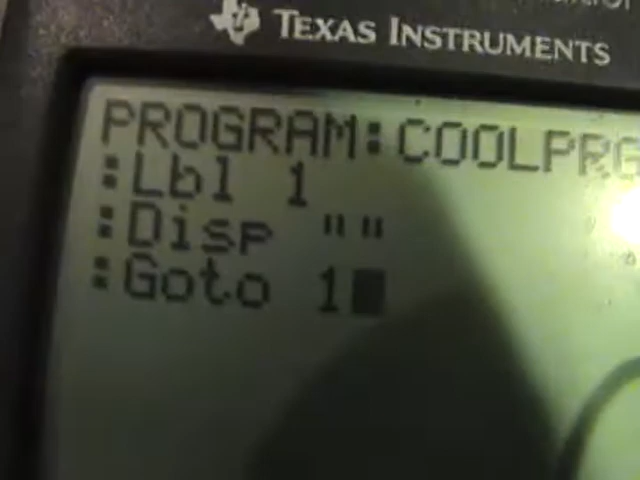 TEXAS INSTRUMENTS
PROGRAM:COOLPRG
:Lbl 1
:Disp ""
:Goto 1